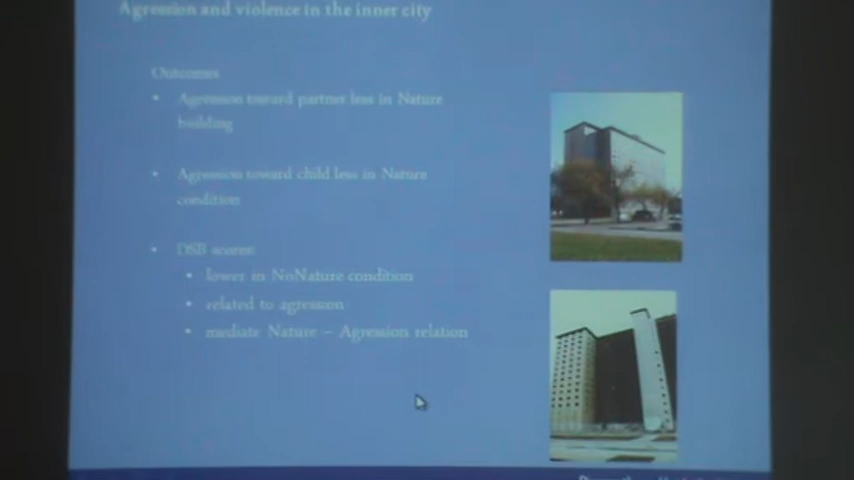 Agression and violence in the inner city
Outcomes
• Agression toward partner less in Nature
building
• Agression toward child less in Nature
condition
• DSB scores:
• lower in NoNature condition
• related to agression
• mediate Nature – Agression relation